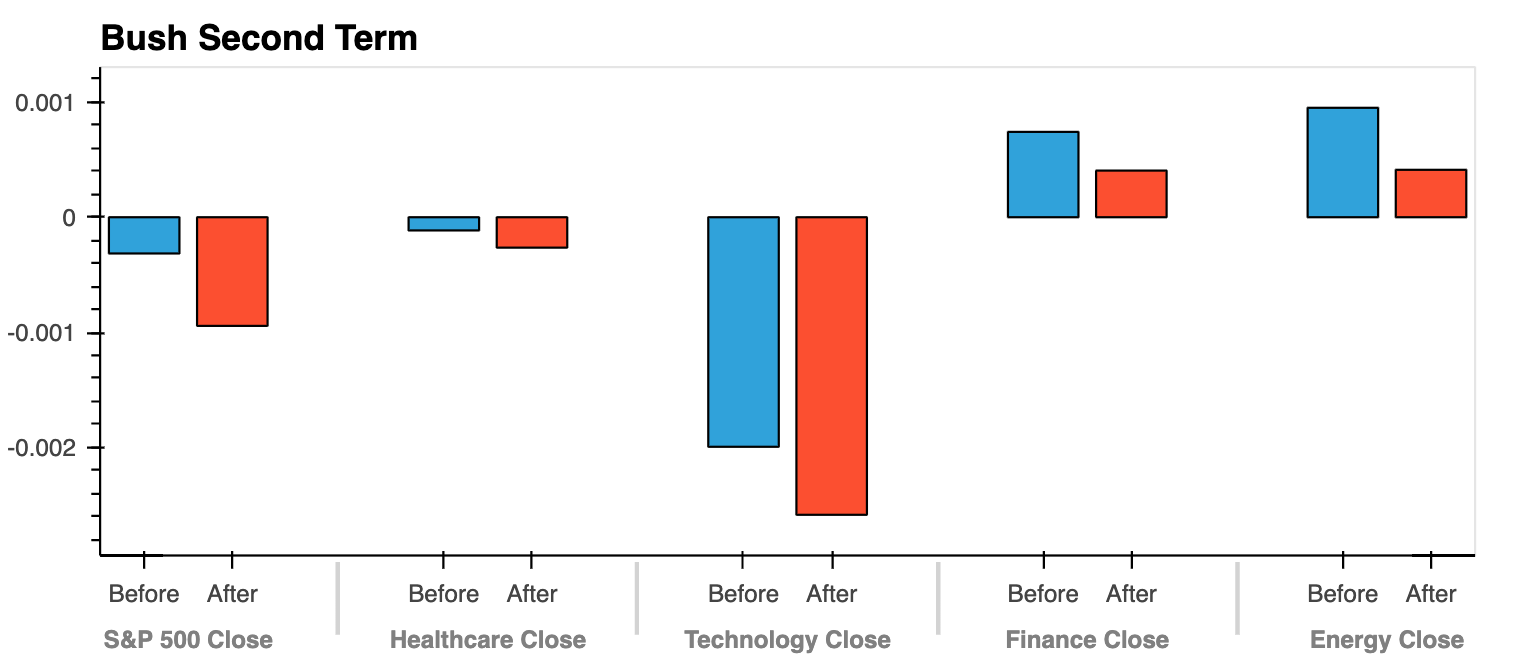 Bush Second Term
0.001
0
-0.001
-0.002
Before After Before After Before After Before After Before After
S&P 500 Close Healthcare Close Technology Close Finance Close Energy Close